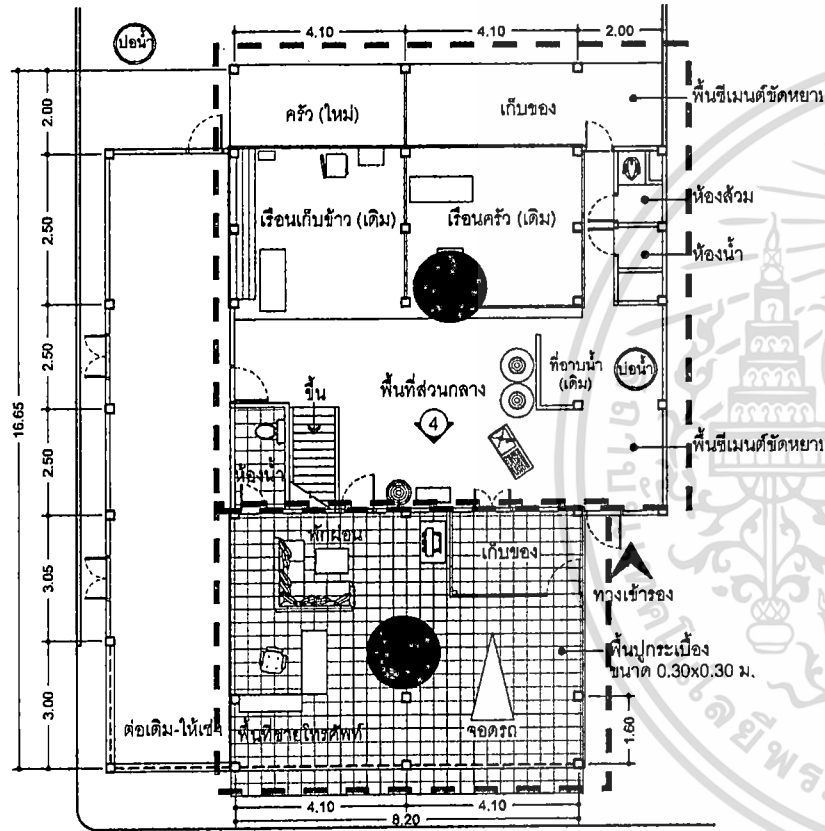 4.10 4.10 2.00
บ่อน้ำ
พื้นซีเมนต์ขัดหยาบ
2.00
ครัว (ใหม่) เก็บของ
ห้องส้วม
2.50
เรือนเก็บข้าว (เดิม) เรือนครัว (เดิม)
ห้องน้ำ
2.50
ขึ้น
พื้นที่ส่วนกลาง
ที่อาบน้ำ
(เดิม)
บ่อน้ำ
4
16.65
2.50
ห้องน้ำ
พื้นซีเมนต์ขัดหยาบ
พักผ่อน
เก็บของ
3.05
ทางเข้ารอง
พื้นปูกระเบื้อง
ขนาด 0.30x0.30 ม.
3.00
ต่อเติม-ให้เช่า
พื้นที่ขายโทรศัพท์
จอดรถ
1.60
4.10 4.10
8.20